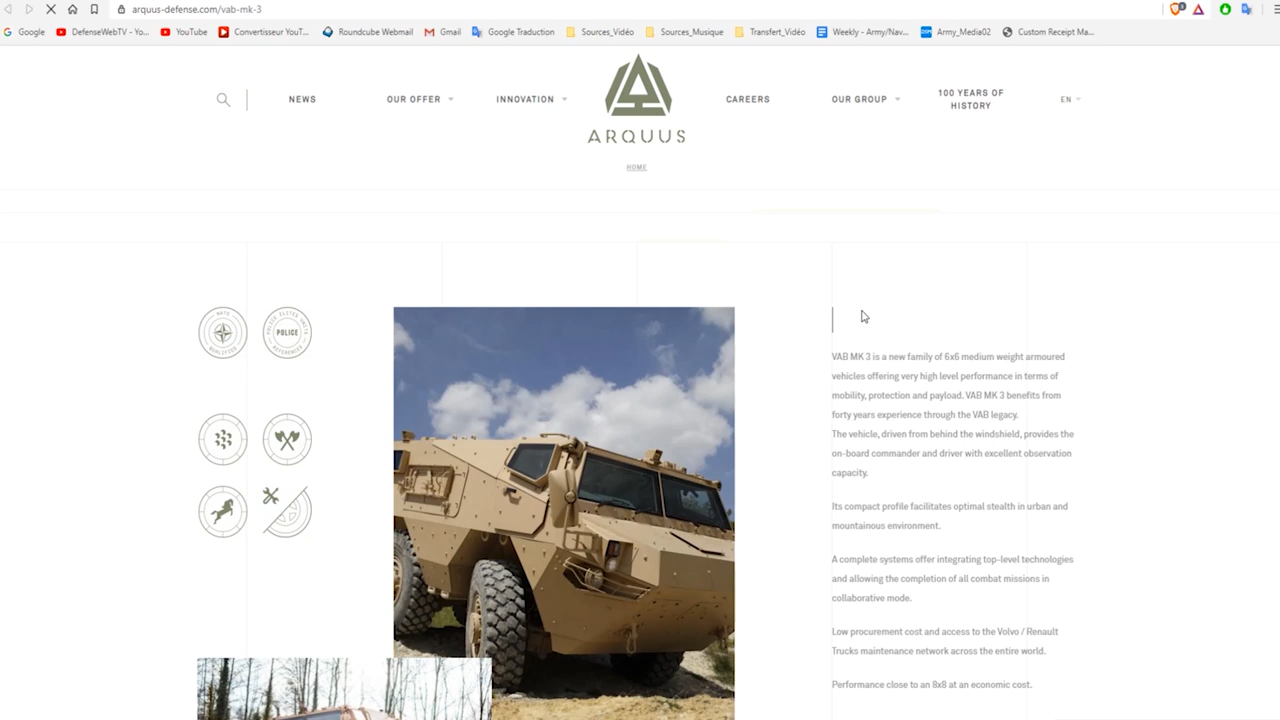 arquus-defense.com/vab-mk-3
Google DefenseWebTV - Yo... YouTube Convertisseur YouT... Roundcube Webmail Gmail Google Traduction Sources_Vidéo Sources_Musique Transfert_Vidéo Weekly - Army/Nav... Army_Media02 Custom Receipt Ma...
NEWS OUR OFFER INNOVATION CAREERS OUR GROUP 100 YEARS OF
HISTORY EN
ARQUUS
HOME
NATO
QUALIFIED
POLICE ELITES UNITS
POLICE
REFERENCES
VAB MK 3 is a new family of 6x6 medium weight armoured
vehicles offering very high level performance in terms of
mobility, protection and payload. VAB MK 3 benefits from
forty years experience through the VAB legacy.
The vehicle, driven from behind the windshield, provides the
on-board commander and driver with excellent observation
capacity.
Its compact profile facilitates optimal stealth in urban and
mountainous environment.
A complete systems offer integrating top-level technologies
and allowing the completion of all combat missions in
collaborative mode.
Low procurement cost and access to the Volvo / Renault
Trucks maintenance network across the entire world.
Performance close to an 8x8 at an economic cost.